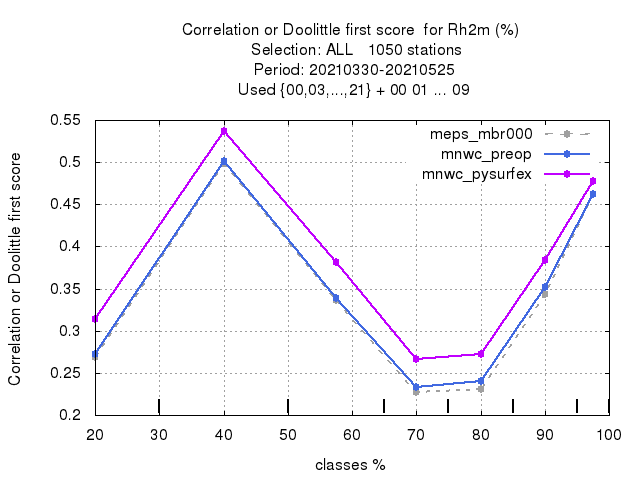 Correlation or Doolittle first score  for Rh2m (%)
Selection: ALL   1050 stations
Period: 20210330-20210525
Used {00,03,...,21} + 00 01 ... 09
meps_mbr000
mnwc_preop
mnwc_pysurfex
Correlation or Doolittle first score
0.55
0.5
0.45
0.4
0.35
0.3
0.25
0.2
20 30 40 50 60 70 80 90 100
classes %